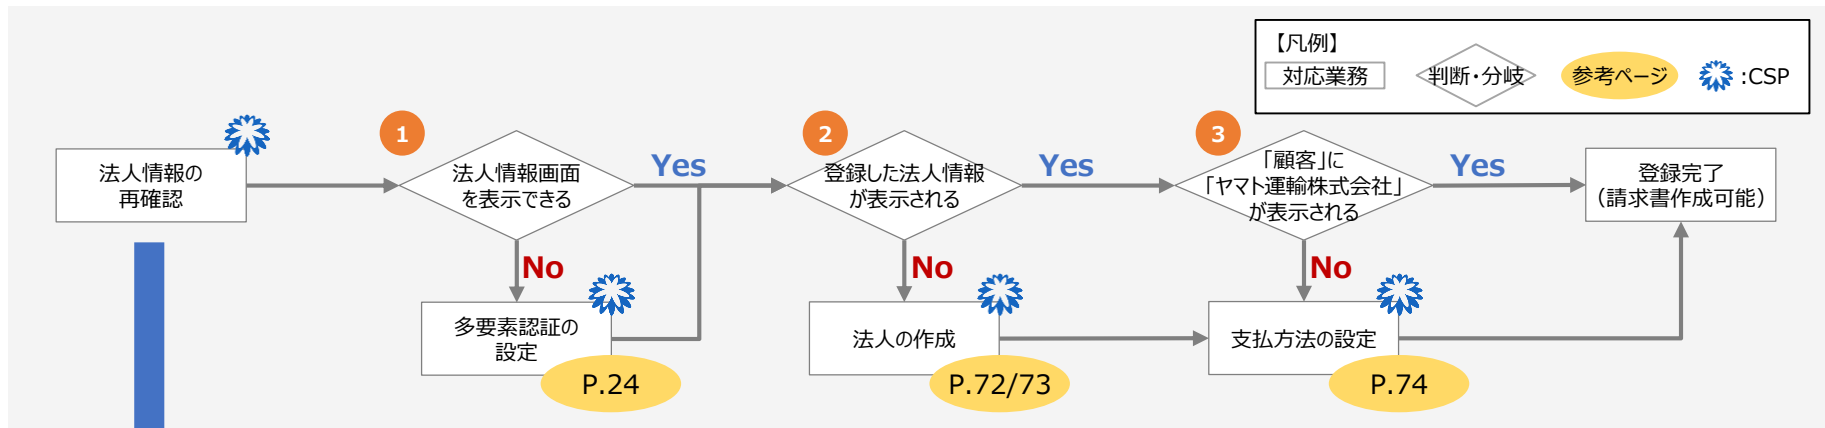 【凡例】
対応業務
判断・分岐
参考ページ
:CSP
法人情報の
再確認
1
法人情報画面
を表示できる
Yes
No
多要素認証の
設定
P.24
2
登録した法人情報
が表示される
Yes
No
法人の作成
P.72/73
3
「顧客」に
「ヤマト運輸株式会社」
が表示される
Yes
No
支払方法の設定
P.74
登録完了
（請求書作成可能）